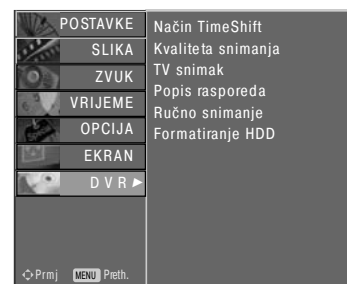 POSTAVKE
SLIKA
ZVUK
VRIJEME
OPCIJA
EKRAN
D V R
Prmj MENU Preth.
Način TimeShift
Kvaliteta snimanja
TV snimak
Popis rasporeda
Ručno snimanje
Formatiranje HDD